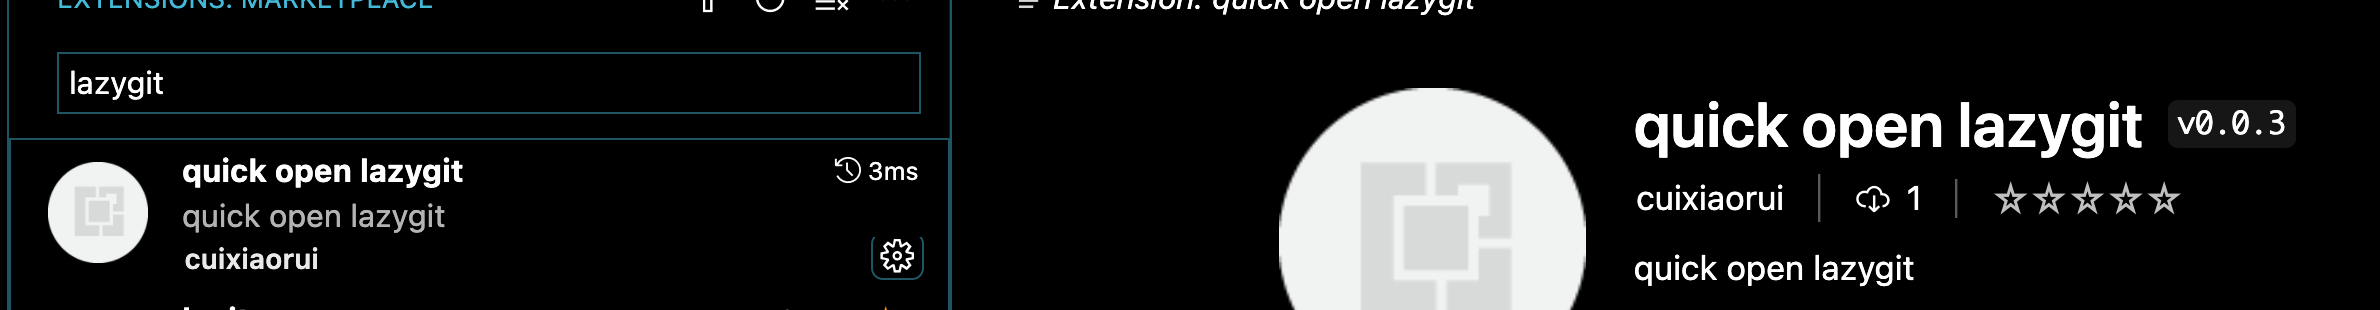 EXTENSIONS: MARKETPLACE
Extension: quick open lazygit
lazygit
quick open lazygit
3ms
quick open lazygit
cuixiaorui
quick open lazygit v0.0.3
cuixiaorui 1
quick open lazygit